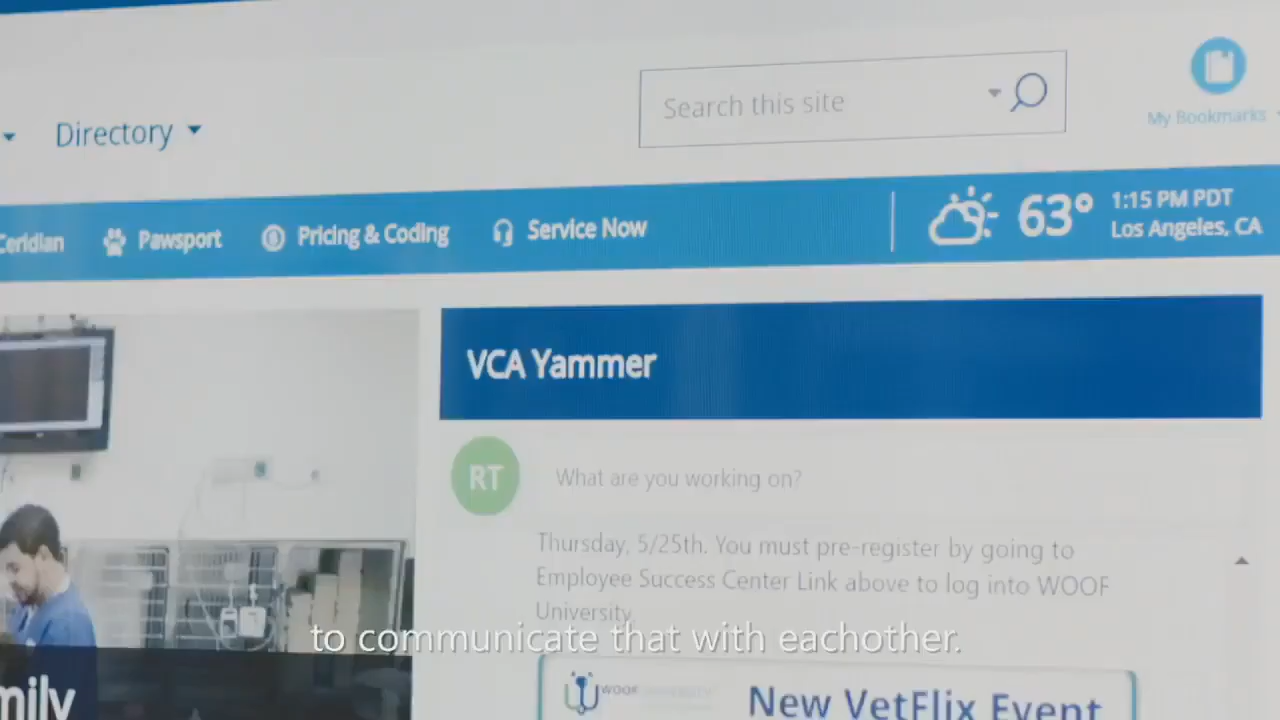 Search this site
My Bookmarks
Directory
Ceridian
Pawsport
Pricing & Coding
Service Now
63°
1:15 PM PDT
Los Angeles, CA
VCA Yammer
RT
What are you working on?
Thursday, 5/25th. You must pre-register by going to
Employee Success Center Link above to log into WOOF
University.
to communicate that with eachother.
WOOF
New VetFlix Event
mily